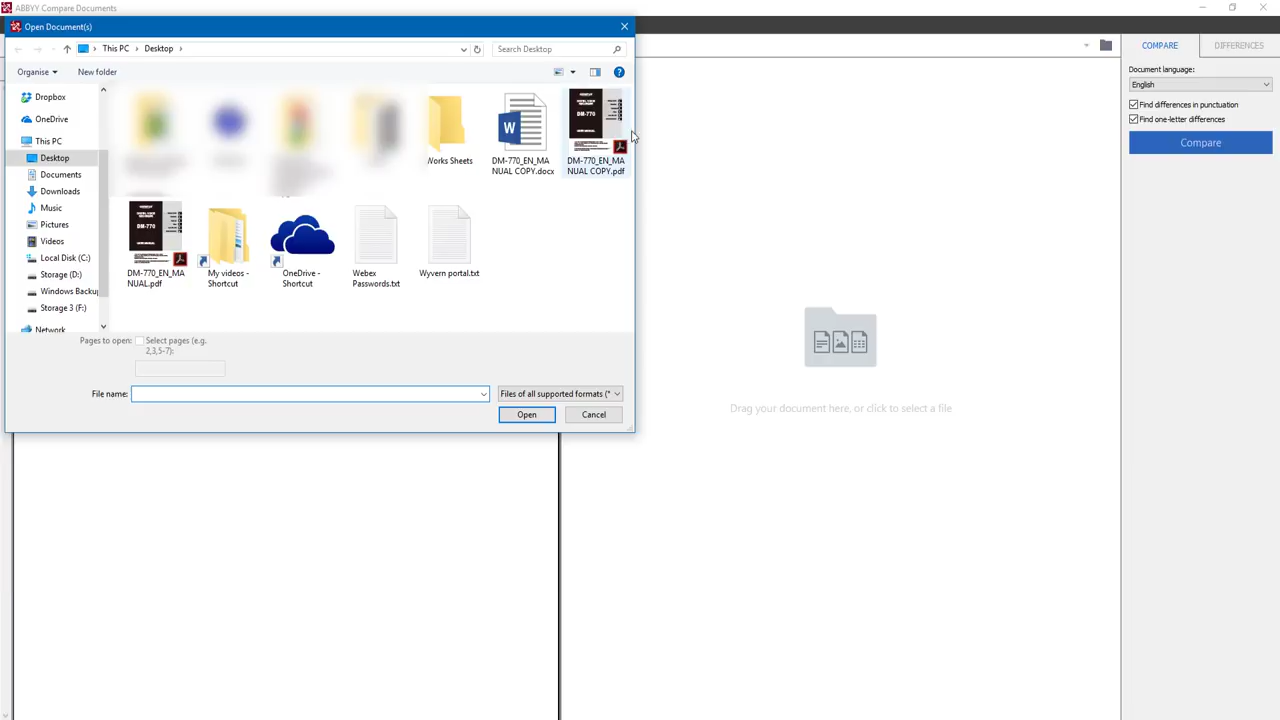 ABBYY Compare Documents
Open Document(s)
This PC
Desktop
Search Desktop
Organise
New folder
Dropbox
OneDrive
This PC
Desktop
Documents
Downloads
Music
Pictures
Videos
Local Disk (C:)
Storage (D:)
Windows Backup
Storage 3 (F:)
Network
Works Sheets
DM-770_EN_MA
NUAL COPY.docx
DM-770
DM-770_EN_MA
NUAL COPY.pdf
DM-770
DM-770_EN_MA
NUAL.pdf
My videos -
Shortcut
OneDrive -
Shortcut
Webex
Passwords.txt
Wyvern portal.txt
Pages to open:
Select pages (e.g.
2,3,5-7):
File name:
Files of all supported formats (*
Open
Cancel
Drag your document here, or click to select a file
COMPARE
DIFFERENCES
Document language:
English
Find differences in punctuation
Find one-letter differences
Compare